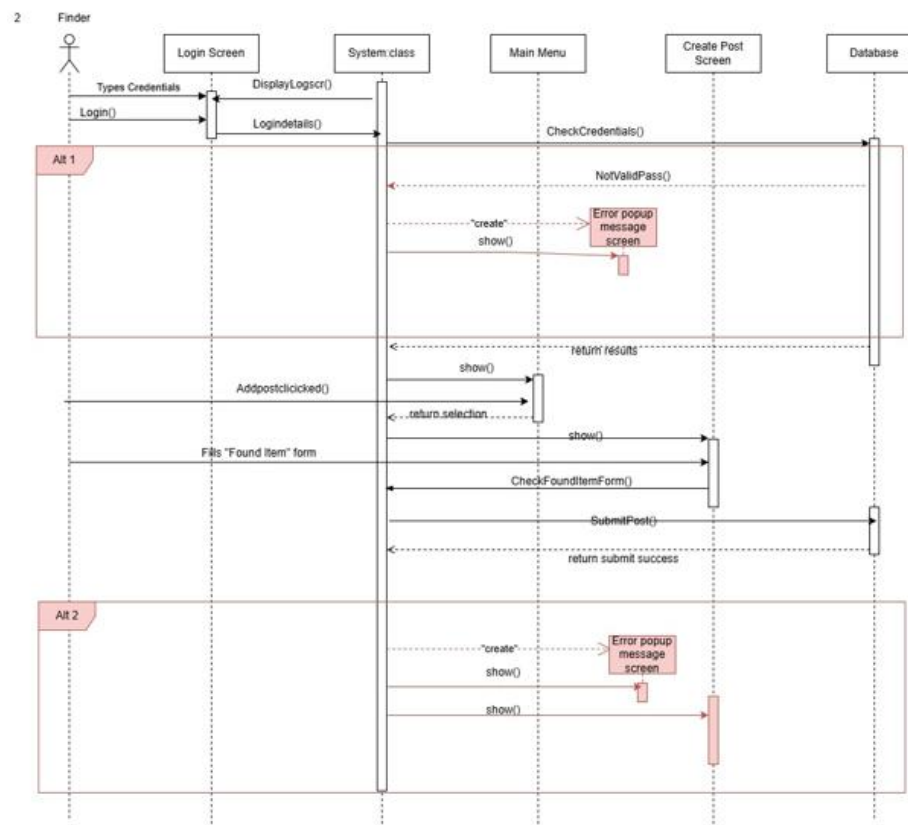 2
Finder
Login Screen
System:class
Main Menu
Create Post
Screen
Database
Types Credentials
DisplayLogscr()
Login()
Logindetails()
CheckCredentials()
Alt 1
NotValidPass()
"create"
Error popup
message
screen
show()
return results
show()
Addpostclicicked()
return selection
show()
Fills "Found Item" form
CheckFoundItemForm()
SubmitPost()
return submit success
Alt 2
"create"
Error popup
message
screen
show()
show()